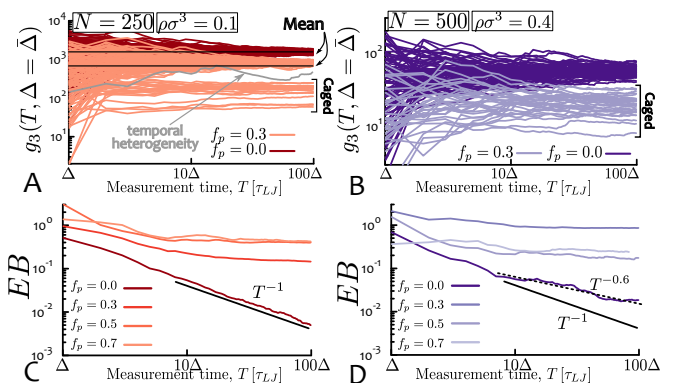 N = 250 ρσ³ = 0.1
Mean
g₃(T, Δ = Δ̄)
10⁴
10³
10²
10¹
Caged
temporal
heterogeneity
f_p = 0.3
f_p = 0.0
A
Δ 10Δ 100Δ
Measurement time, T [τ_LJ]
N = 500 ρσ³ = 0.4
g₃(T, Δ = Δ̄)
10²
10¹
Caged
f_p = 0.3 f_p = 0.0
B
Δ 10Δ 100Δ
Measurement time, T [τ_LJ]
EB
10⁰
10⁻¹
10⁻²
10⁻³
f_p = 0.0
f_p = 0.3
f_p = 0.5
f_p = 0.7
T⁻¹
C
Δ 10Δ 100Δ
Measurement time, T [τ_LJ]
EB
10⁰
10⁻¹
10⁻²
10⁻³
f_p = 0.0
f_p = 0.3
f_p = 0.5
f_p = 0.7
T⁻⁰·⁶
T⁻¹
D
Δ 10Δ 100Δ
Measurement time, T [τ_LJ]